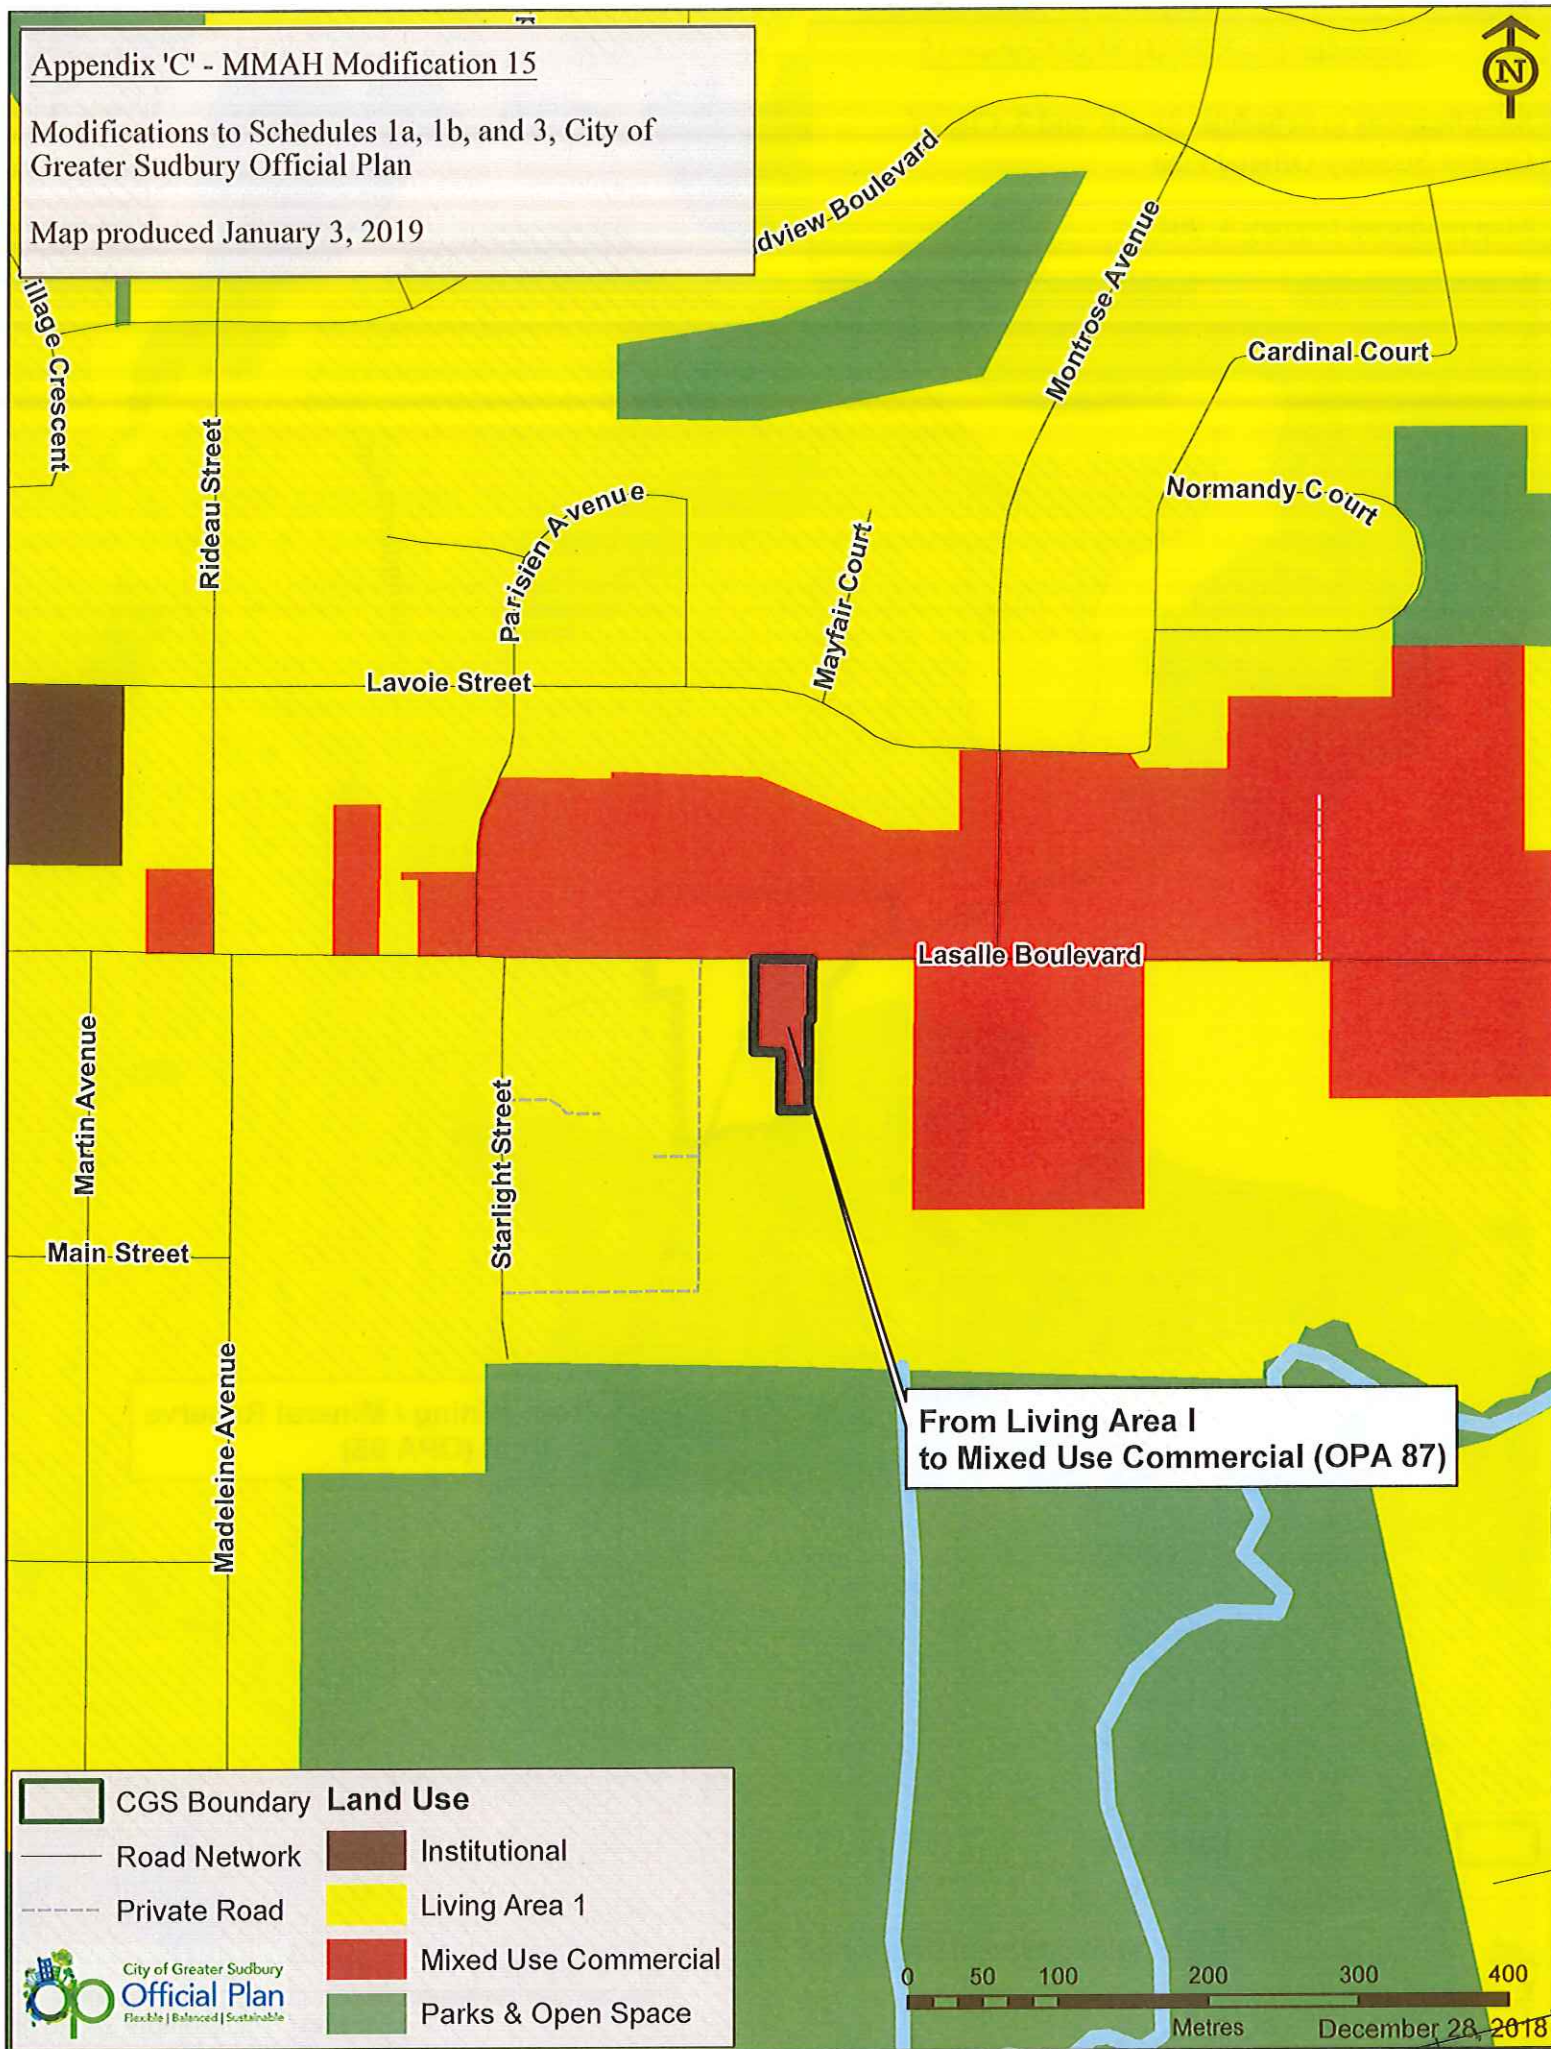 Appendix 'C' - MMAH Modification 15
Modifications to Schedules 1a, 1b, and 3, City of
Greater Sudbury Official Plan
Map produced January 3, 2019
N
dview Boulevard
Montrose Avenue
illage Crescent
Cardinal Court
Rideau Street
Parisien Avenue
Normandy Court
Mayfair Court
Lavoie Street
Lasalle Boulevard
Martin Avenue
Starlight Street
Main Street
Madeleine Avenue
From Living Area I
to Mixed Use Commercial (OPA 87)
CGS Boundary
Road Network
Private Road
Land Use
Institutional
Living Area 1
Mixed Use Commercial
Parks & Open Space
City of Greater Sudbury
Official Plan
Flexible | Balanced | Sustainable
0 50 100 200 300 400
Metres
December 28, 2018